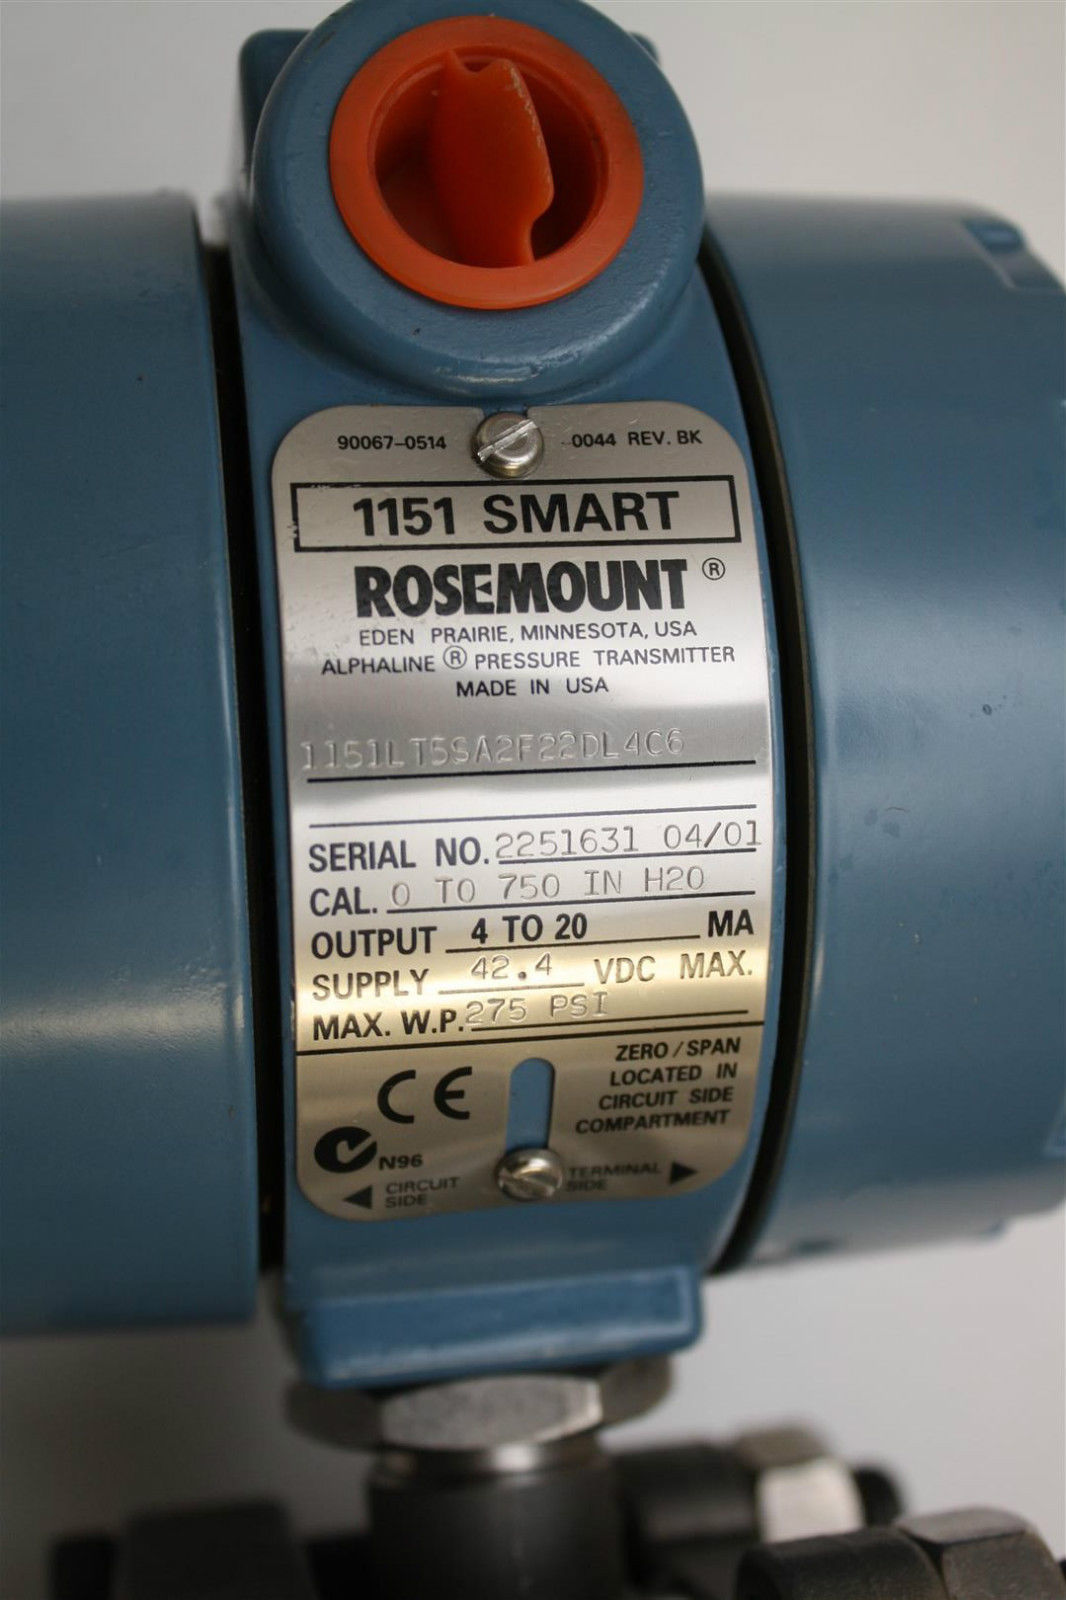 90067-0514 0044 REV. BK
1151 SMART
ROSEMOUNT®
EDEN PRAIRIE, MINNESOTA, USA
ALPHALINE® PRESSURE TRANSMITTER
MADE IN USA
1151LT5SA2F22DL4C6
SERIAL NO. 2251631 04/01
CAL. 0 TO 750 IN H20
OUTPUT 4 TO 20 MA
SUPPLY 42.4 VDC MAX.
MAX. W.P. 275 PSI
ZERO/SPAN
LOCATED IN
CIRCUIT SIDE
COMPARTMENT
CE
N96
◀ CIRCUIT SIDE
TERMINAL SIDE ▶